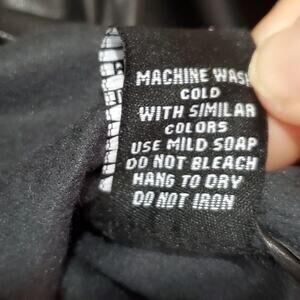 MACHINE WASH
COLD
WITH SIMILAR
COLORS
USE MILD SOAP
DO NOT BLEACH
HANG TO DRY
DO NOT IRON